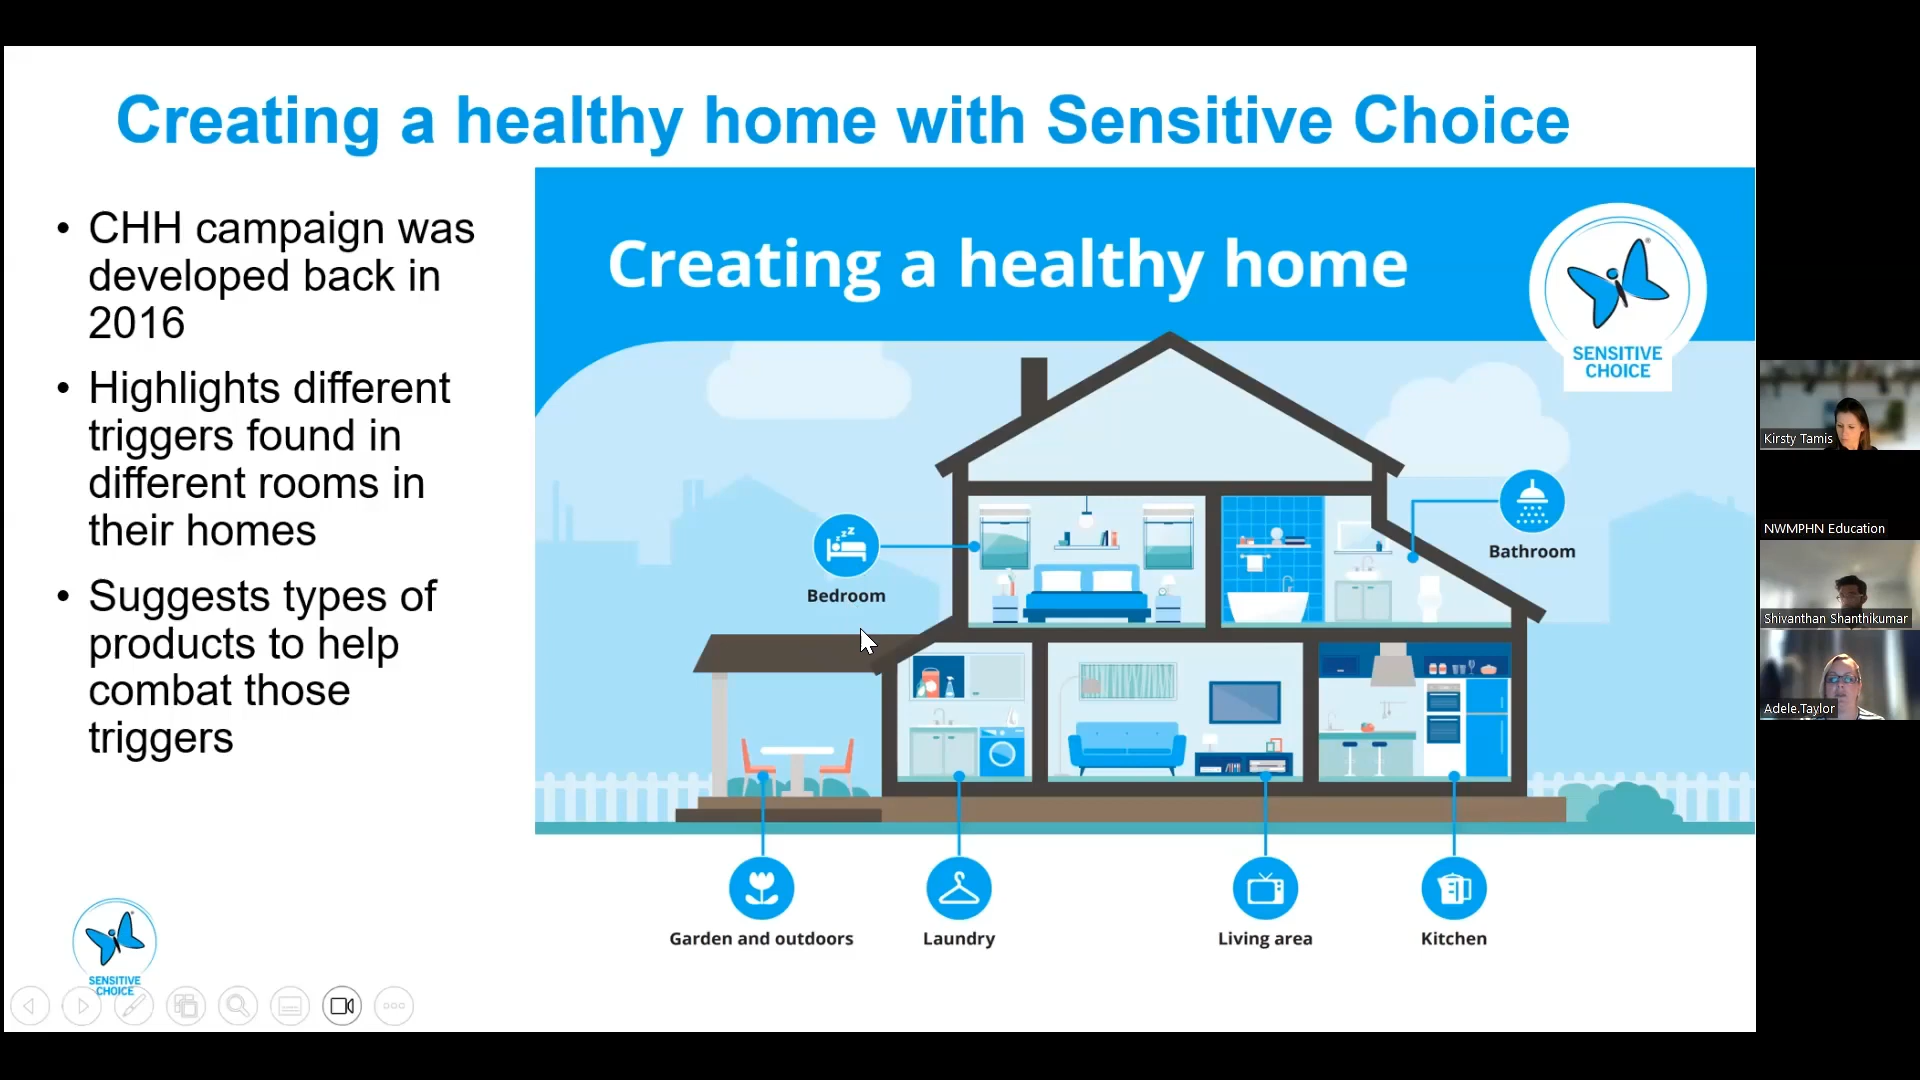 Creating a healthy home with Sensitive Choice
• CHH campaign was
developed back in
2016
• Highlights different
triggers found in
different rooms in
their homes
• Suggests types of
products to help
combat those
triggers
Creating a healthy home
SENSITIVE
CHOICE
Bedroom
Bathroom
Garden and outdoors
Laundry
Living area
Kitchen
SENSITIVE
CHOICE
Kirsty Tamis
NWMPHN Education
Shivanthan Shanthikumar
Adele.Taylor